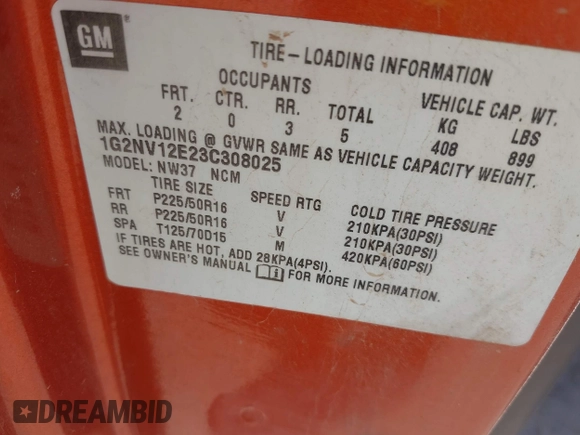 GM
TIRE-LOADING INFORMATION
OCCUPANTS VEHICLE CAP. WT.
FRT. CTR. RR. TOTAL KG LBS
2 0 3 5 408 899
MAX. LOADING @ GVWR SAME AS VEHICLE CAPACITY WEIGHT.
1G2NV12E23C308025
MODEL: NW37 NCM
TIRE SIZE SPEED RTG COLD TIRE PRESSURE
FRT P225/50R16 V 210KPA(30PSI)
RR P225/50R16 V 210KPA(30PSI)
SPA T125/70D15 M 420KPA(60PSI)
IF TIRES ARE HOT, ADD 28KPA(4PSI).
SEE OWNER'S MANUAL FOR MORE INFORMATION.
DREAMBID